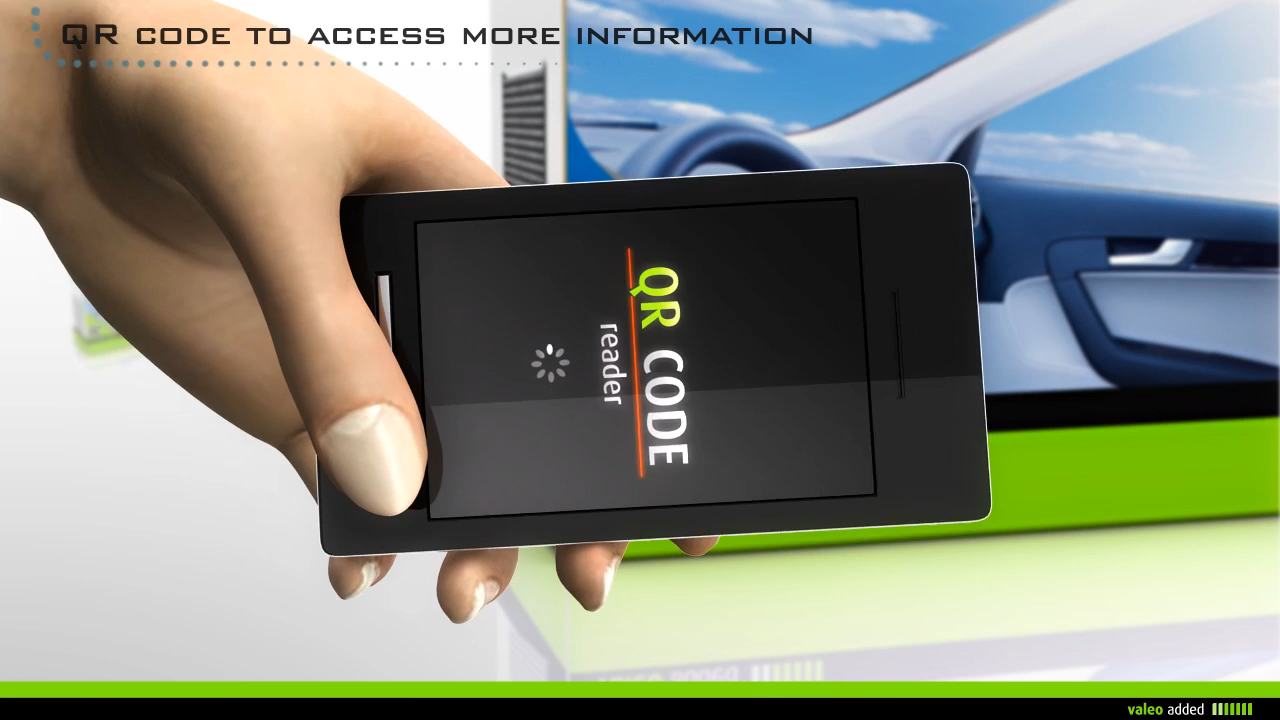 QR CODE TO ACCESS MORE INFORMATION
QR CODE
reader
valeo added